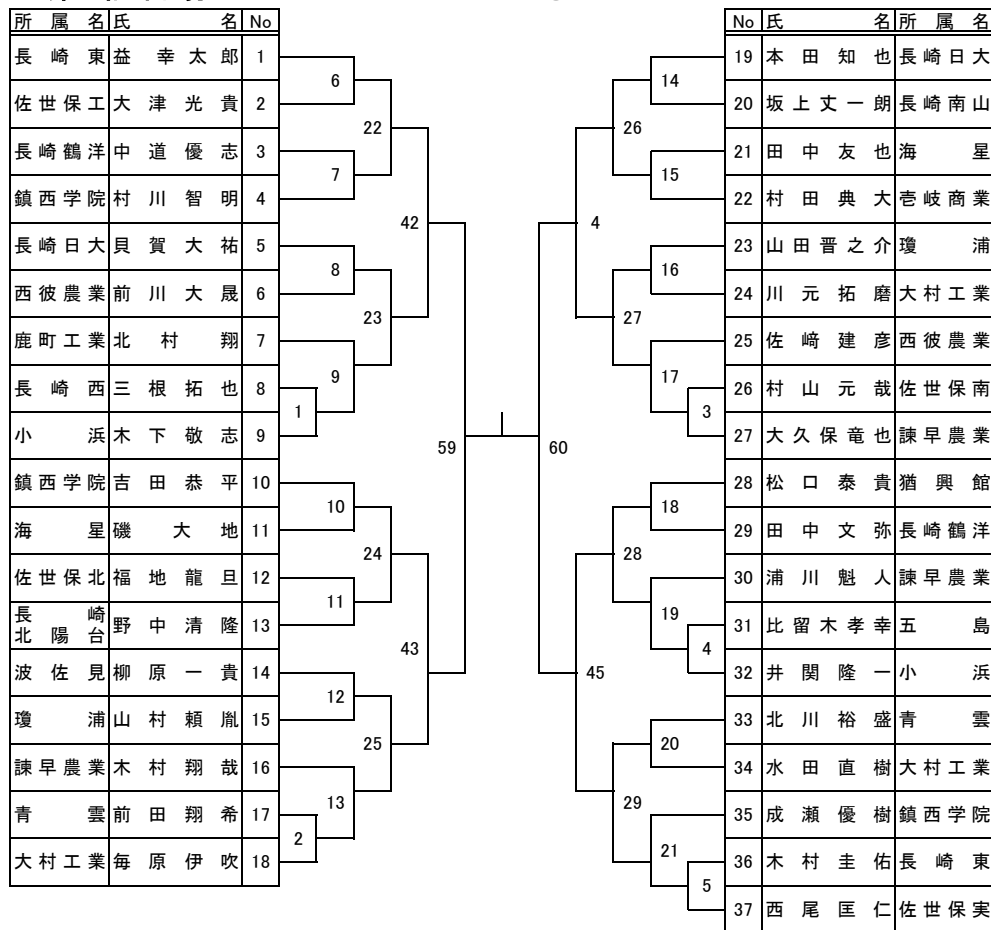 所属名 氏名 No
長崎東 益幸太郎 1
佐世保工 大津光貴 2
長崎鶴洋 中道優志 3
鎮西学院 村川智明 4
長崎日大 貝賀大祐 5
西彼農業 前川大晟 6
鹿町工業 北村翔 7
長崎西 三根拓也 8
小浜 木下敬志 9
鎮西学院 吉田恭平 10
海星 磯大地 11
佐世保北 福地龍旦 12
長崎
北陽台 野中清隆 13
波佐見 柳原一貴 14
瓊浦 山村頼胤 15
諫早農業 木村翔哉 16
青雲 前田翔希 17
大村工業 毎原伊吹 18
6
22
7
42
8
23
9
1
59
10
24
11
43
12
25
13
2
60
14
26
15
4
16
27
17
3
18
28
19
4
45
20
29
21
5
No 氏名 所属名
19 本田知也 長崎日大
20 坂上丈一朗 長崎南山
21 田中友也 海星
22 村田典大 壱岐商業
23 山田晋之介 瓊浦
24 川元拓磨 大村工業
25 佐﨑建彦 西彼農業
26 村山元哉 佐世保南
27 大久保竜也 諫早農業
28 松口泰貴 猶興館
29 田中文弥 長崎鶴洋
30 浦川魁人 諫早農業
31 比留木孝幸 五島
32 井関隆一 小浜
33 北川裕盛 青雲
34 水田直樹 大村工業
35 成瀬優樹 鎮西学院
36 木村圭佑 長崎東
37 西尾匡仁 佐世保実